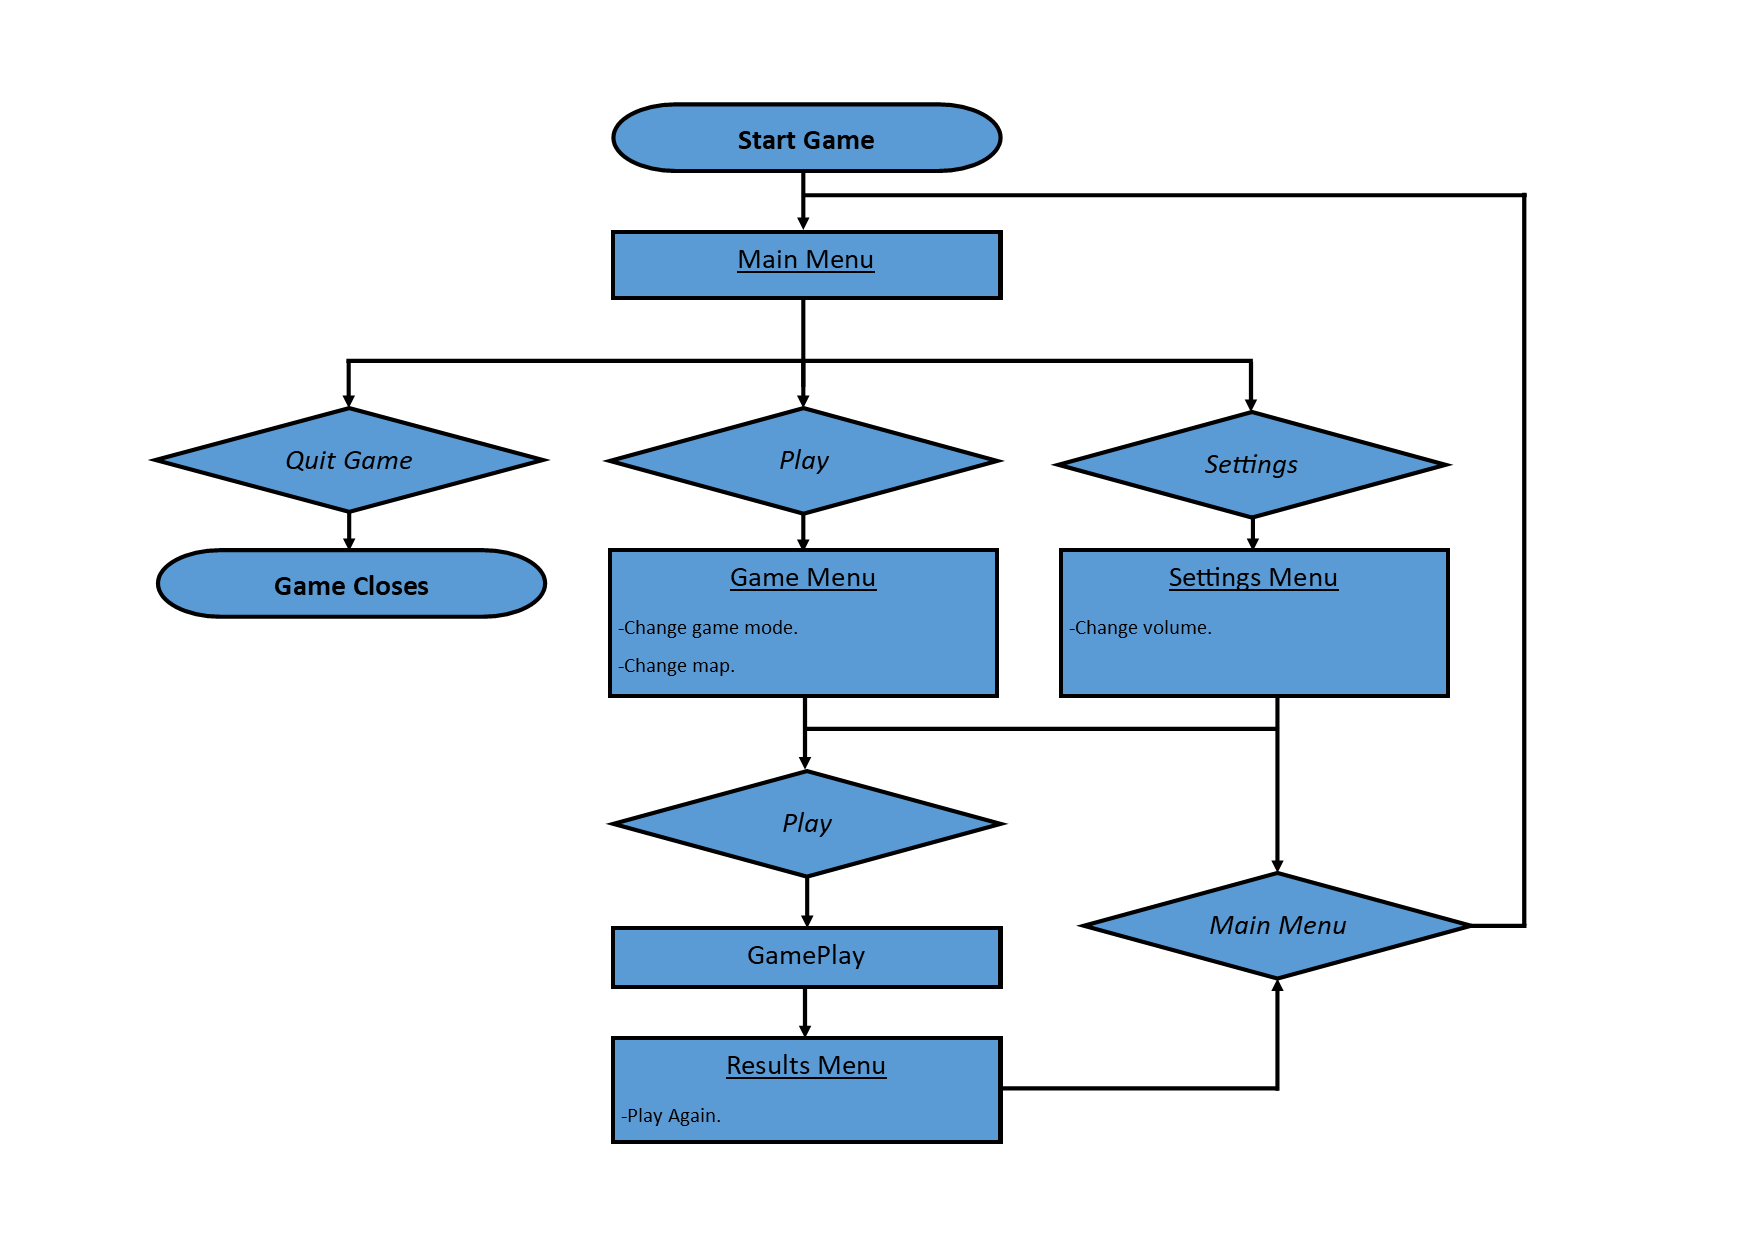 Start Game
Main Menu
Quit Game
Play
Settings
Game Closes
Game Menu
-Change game mode.
-Change map.
Settings Menu
-Change volume.
Play
Main Menu
GamePlay
Results Menu
-Play Again.